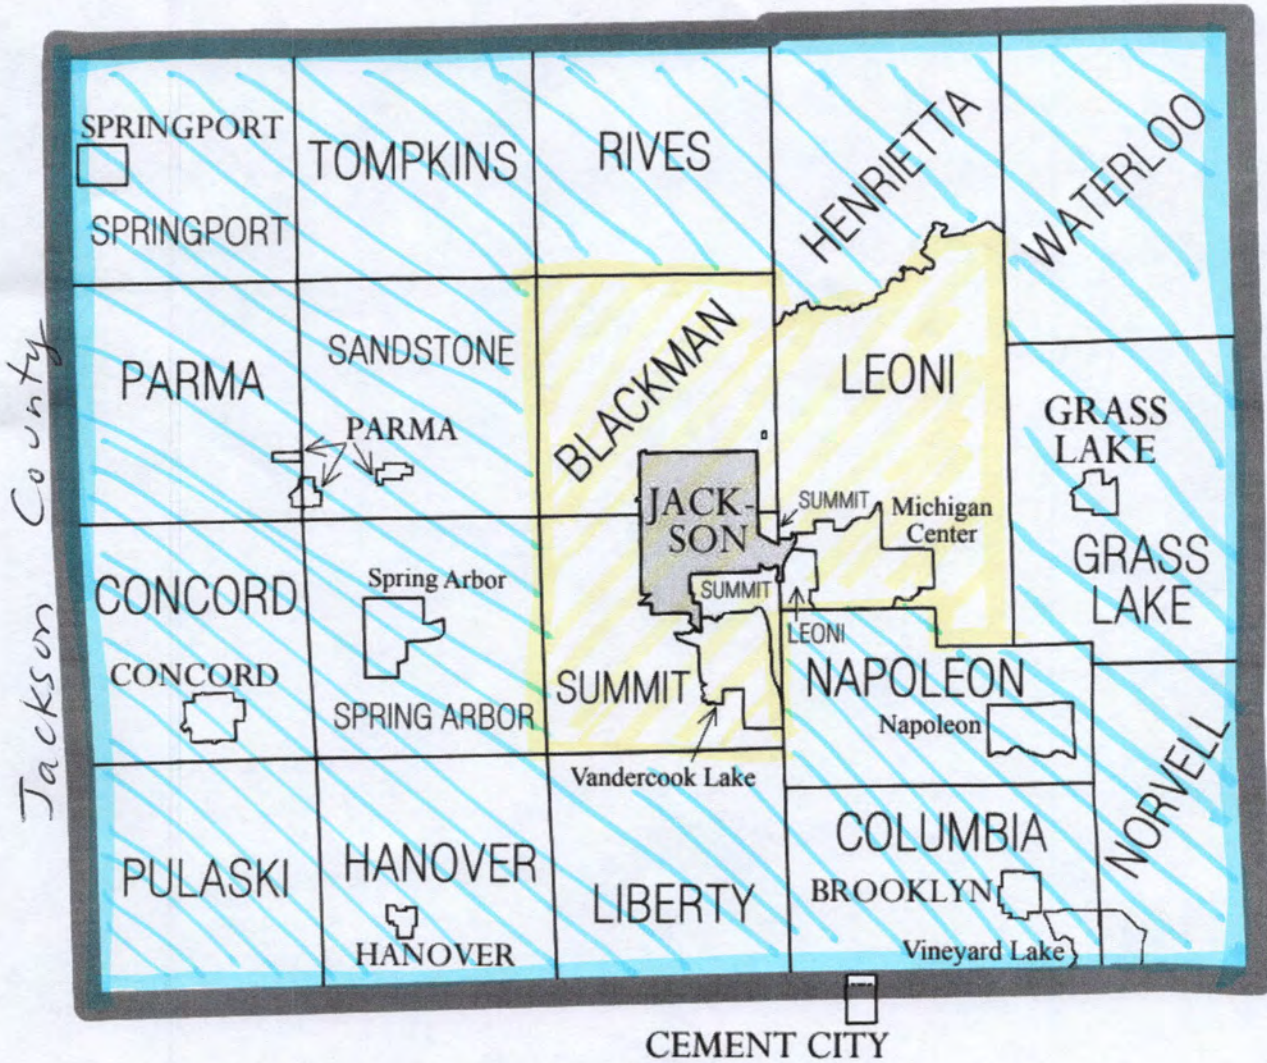 SPRINGPORT
SPRINGPORT
TOMPKINS
RIVES
HENRIETTA
WATERLOO
PARMA
SANDSTONE
PARMA
BLACKMAN
LEONI
GRASS
LAKE
GRASS
LAKE
JACK-
SON
SUMMIT
Michigan
Center
SUMMIT
LEONI
CONCORD
CONCORD
Spring Arbor
SPRING ARBOR
SUMMIT
Vandercook Lake
NAPOLEON
Napoleon
NORVELL
PULASKI
HANOVER
HANOVER
LIBERTY
COLUMBIA
BROOKLYN
Vineyard Lake
CEMENT CITY
Jackson County